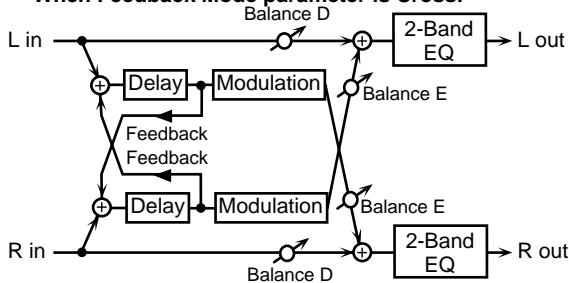 When Feedback Mode parameter is Cross:
Balance D
L in
2-Band
EQ
L out
Delay
Modulation
Balance E
Feedback
Feedback
Delay
Modulation
Balance E
R in
2-Band
EQ
R out
Balance D